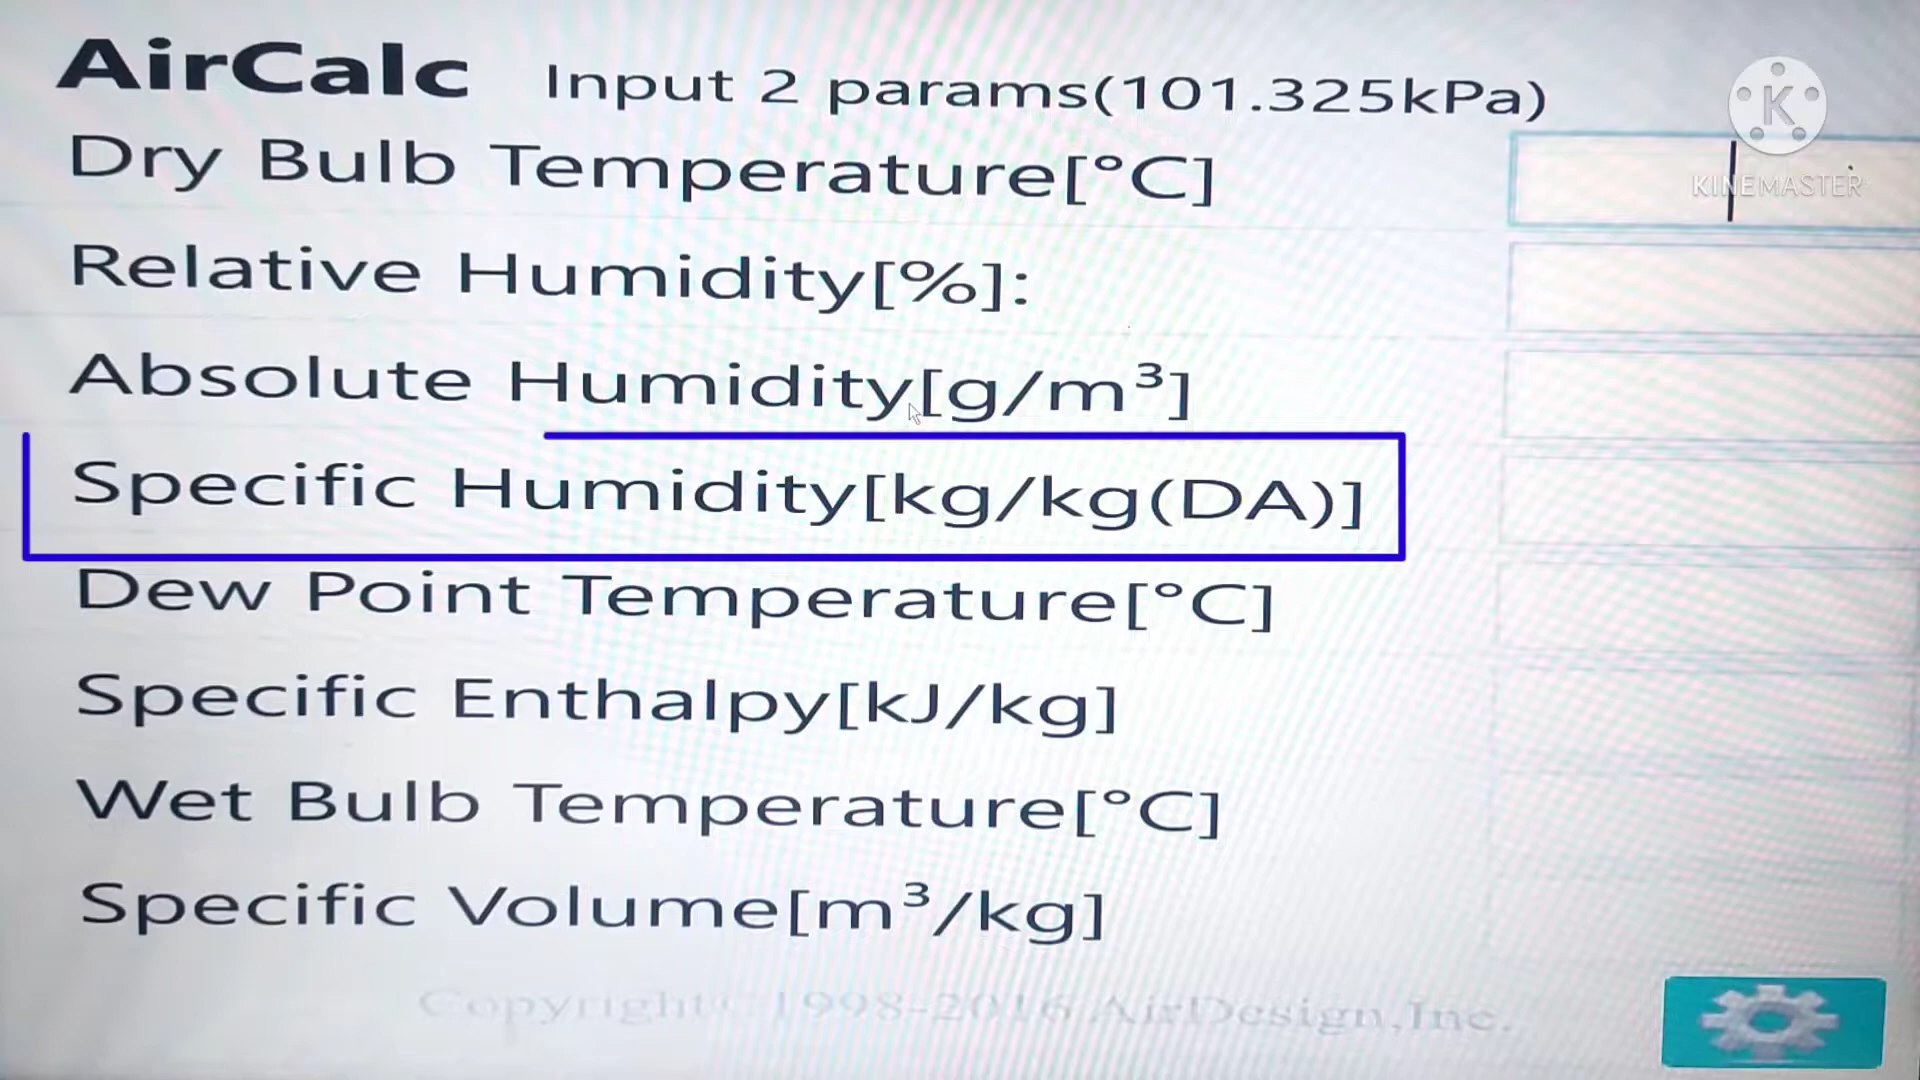 AirCalc Input 2 params(101.325kPa)
Dry Bulb Temperature[°C]
K
KINEMASTER
Relative Humidity[%]:
Absolute Humidity[g/m³]
Specific Humidity[kg/kg(DA)]
Dew Point Temperature[°C]
Specific Enthalpy[kJ/kg]
Wet Bulb Temperature[°C]
Specific Volume[m³/kg]
Copyright© 1998-2016 AirDesign,Inc.